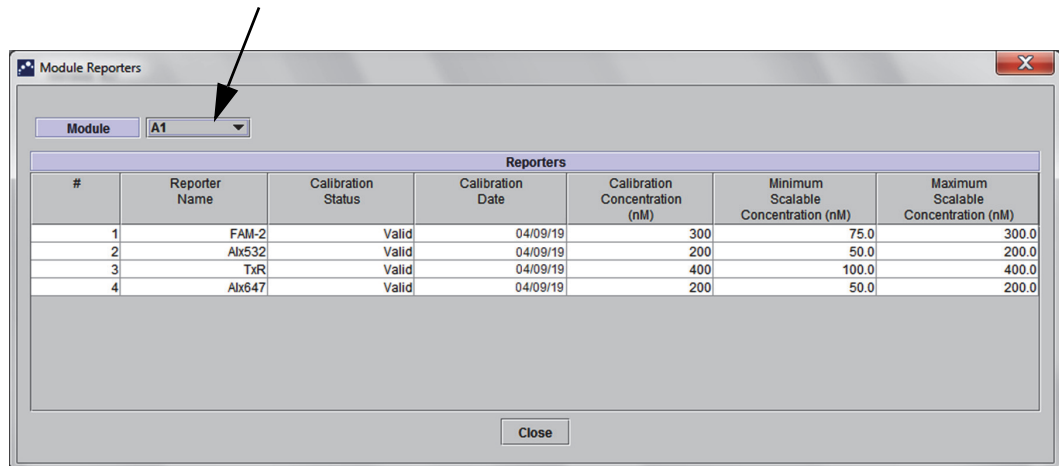 Module Reporters
Module A1
Reporters
# Reporter Name Calibration Status Calibration Date Calibration Concentration (nM) Minimum Scalable Concentration (nM) Maximum Scalable Concentration (nM)
1 FAM-2 Valid 04/09/19 300 75.0 300.0
2 Alx532 Valid 04/09/19 200 50.0 200.0
3 TxR Valid 04/09/19 400 100.0 400.0
4 Alx647 Valid 04/09/19 200 50.0 200.0
Close